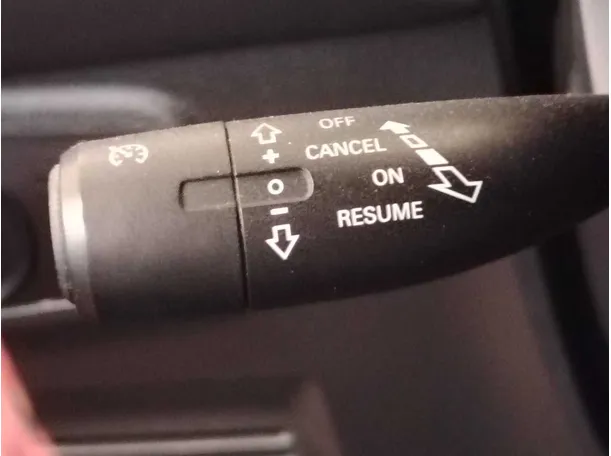 OFF
+ CANCEL
O ON
– RESUME